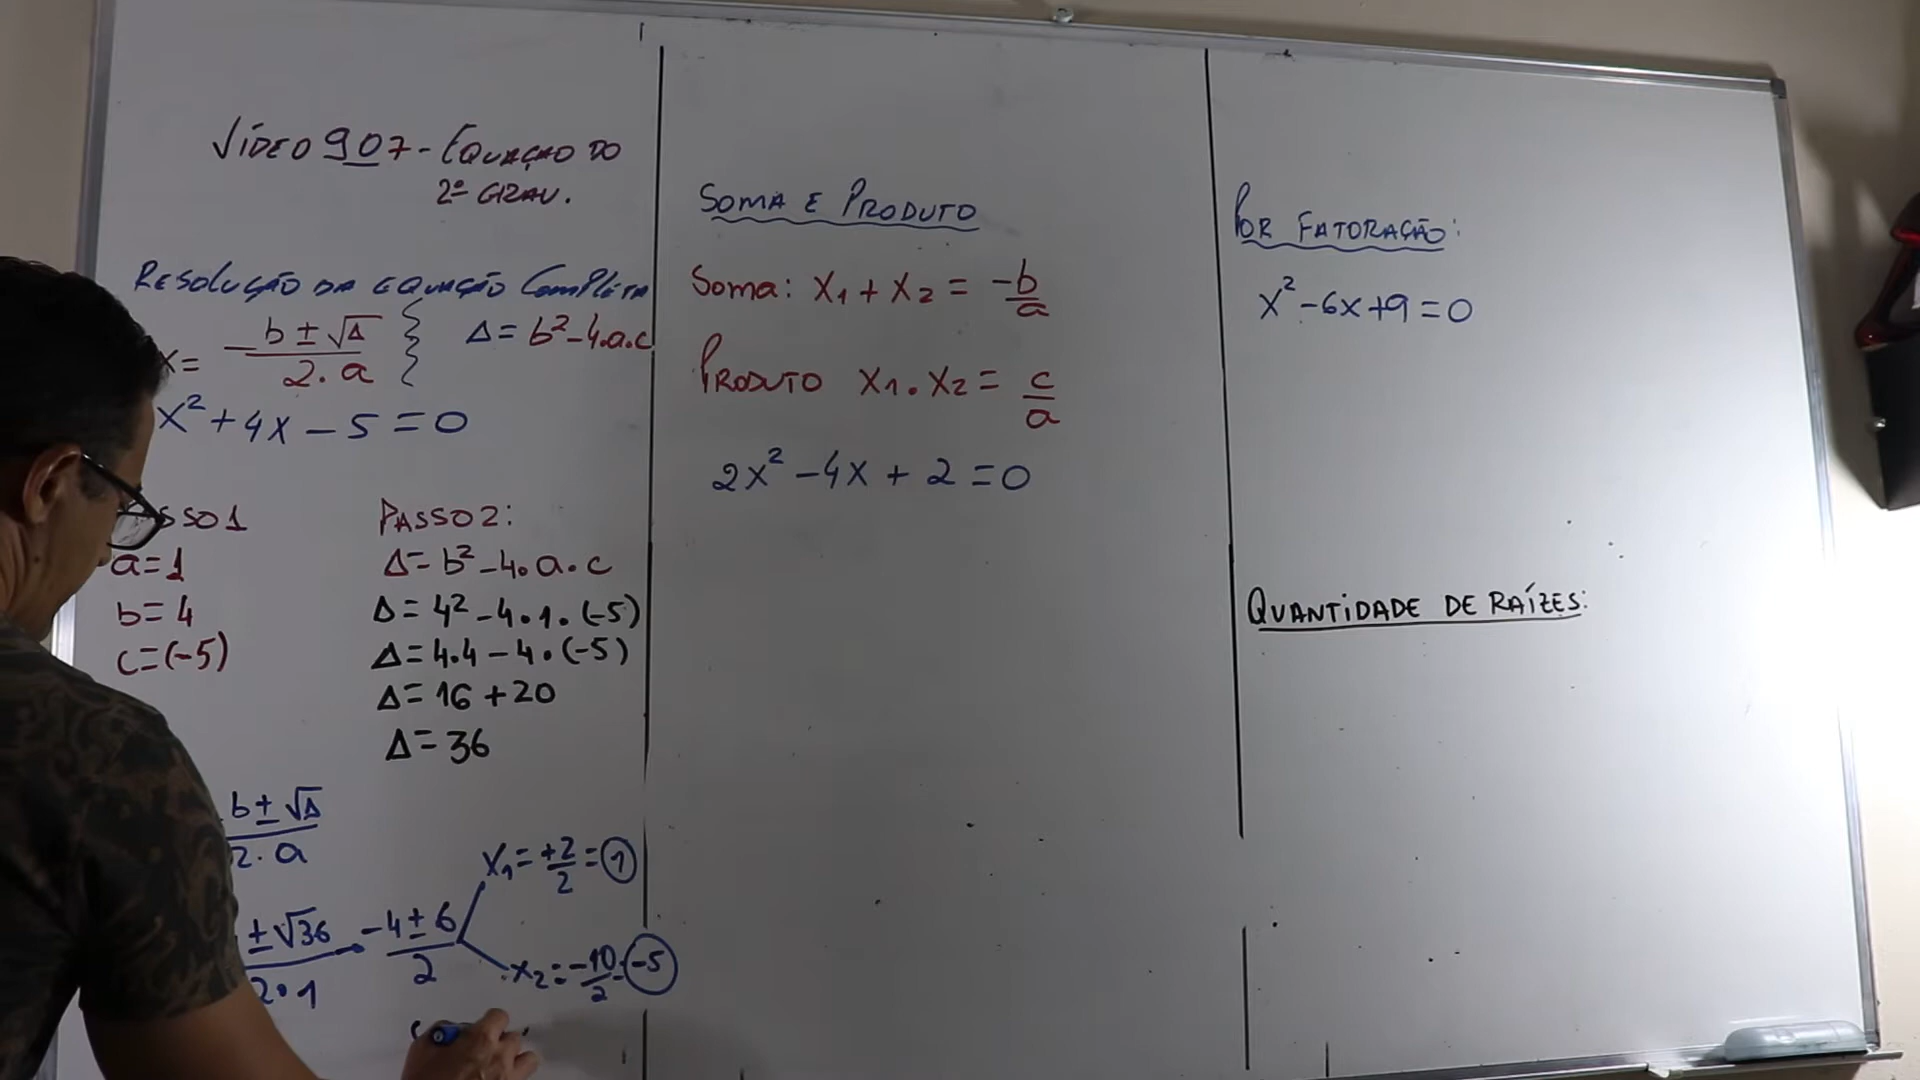 VÍDEO 907 - EQUAÇÃO DO
2º GRAU.
RESOLUÇÃO DA EQUAÇÃO COMPLETA
x = -b ± √Δ / 2. a } Δ = b² - 4.a.c
x² + 4x - 5 = 0
SSO 1
a = 1
b = 4
c = (-5)
PASSO 2:
Δ = b² - 4. a. c
Δ = 4² - 4. 1. (-5)
Δ = 4.4 - 4. (-5)
Δ = 16 + 20
Δ = 36
b ± √Δ
2. a
± √36 / 2.1 → -4 ± 6 / 2
x₁ = +2/2 = 1
x₂ = -10/2 = -5
SOMA E PRODUTO
Soma: x₁ + x₂ = -b/a
PRODUTO x₁ . x₂ = c/a
2x² - 4x + 2 = 0
POR FATORAÇÃO:
x² - 6x + 9 = 0
QUANTIDADE DE RAÍZES: